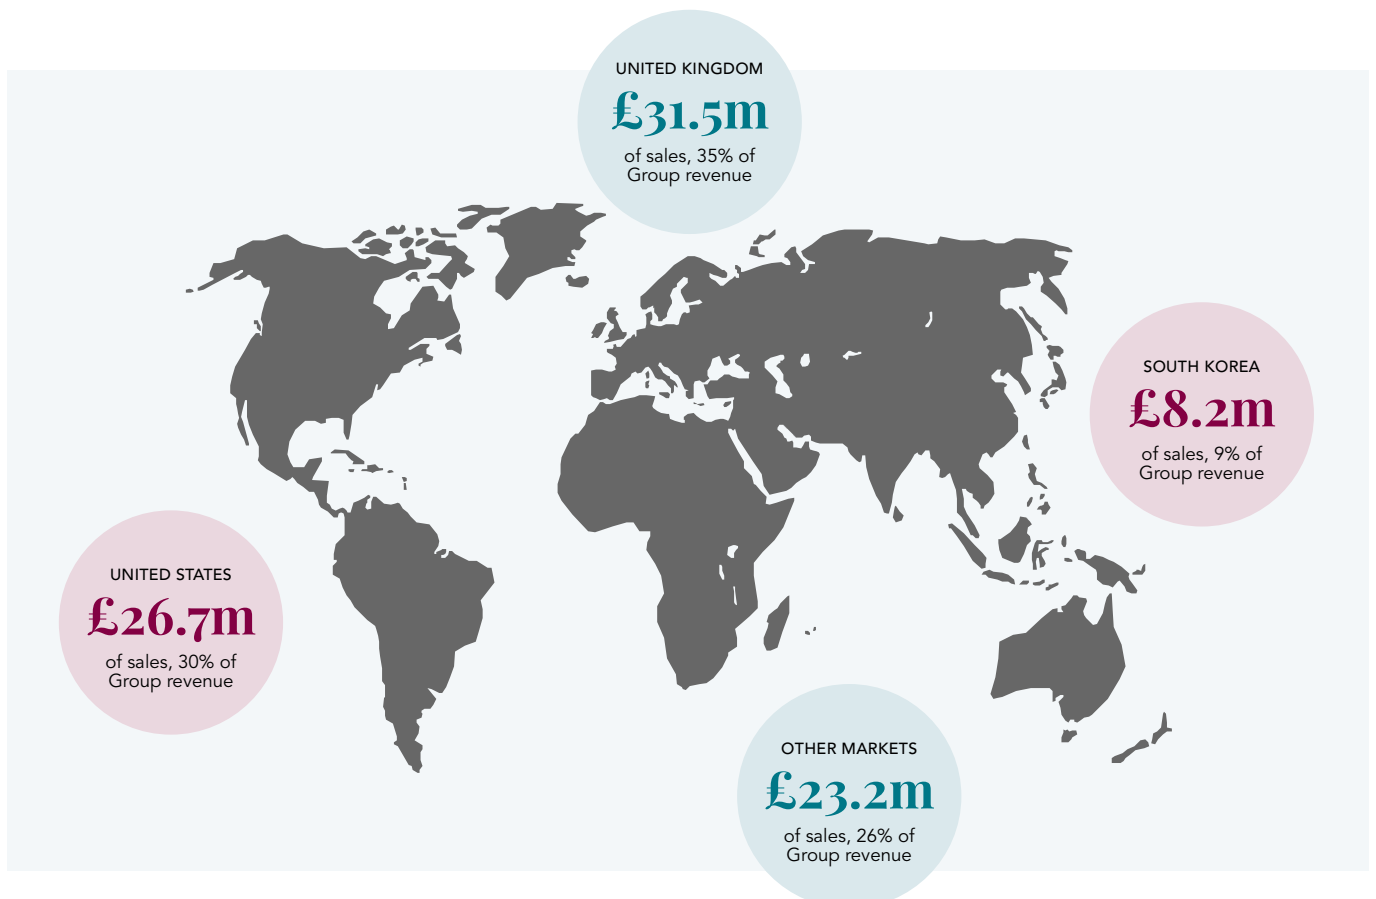 UNITED KINGDOM
£31.5m
of sales, 35% of
Group revenue
SOUTH KOREA
£8.2m
of sales, 9% of
Group revenue
UNITED STATES
£26.7m
of sales, 30% of
Group revenue
OTHER MARKETS
£23.2m
of sales, 26% of
Group revenue